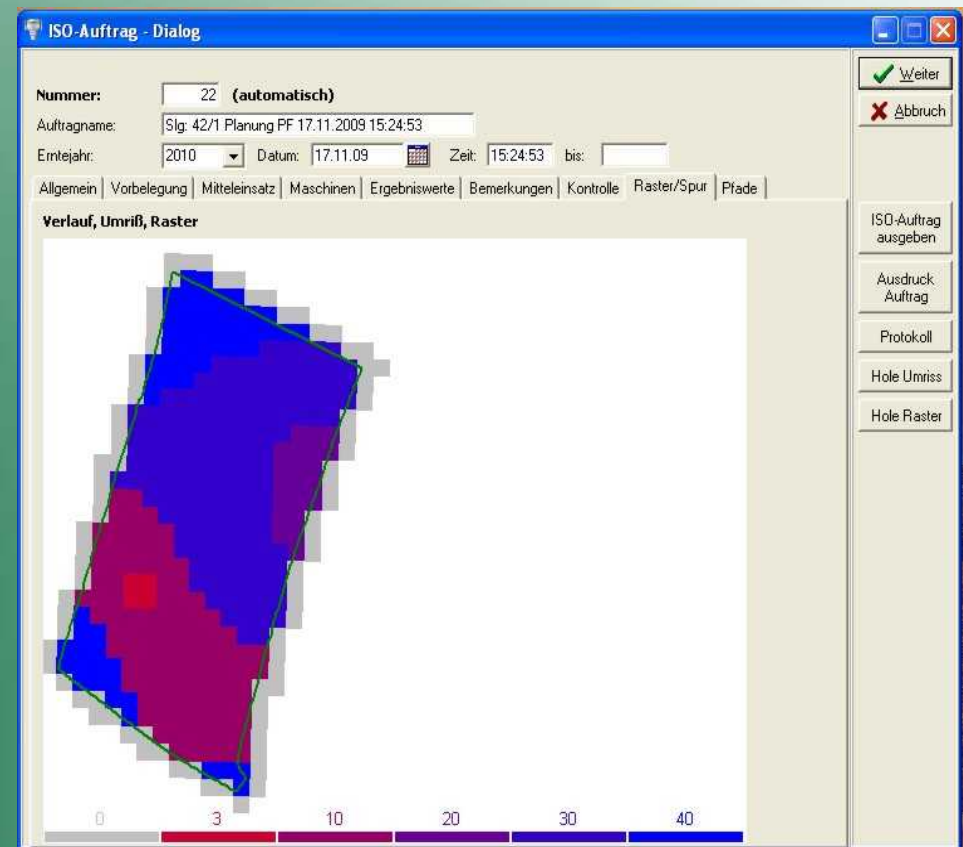 ISO-Auftrag - Dialog
Nummer: 22 (automatisch)
Auftragname: Slg: 42/1 Planung PF 17.11.2009 15:24:53
Erntejahr: 2010 Datum: 17.11.09 Zeit: 15:24:53 bis:
Allgemein Vorbelegung Mitteleinsatz Maschinen Ergebniswerte Bemerkungen Kontrolle Raster/Spur Pfade
Verlauf, Umriß, Raster
0 3 10 20 30 40
Weiter
Abbruch
ISO-Auftrag
ausgeben
Ausdruck
Auftrag
Protokoll
Hole Umriss
Hole Raster